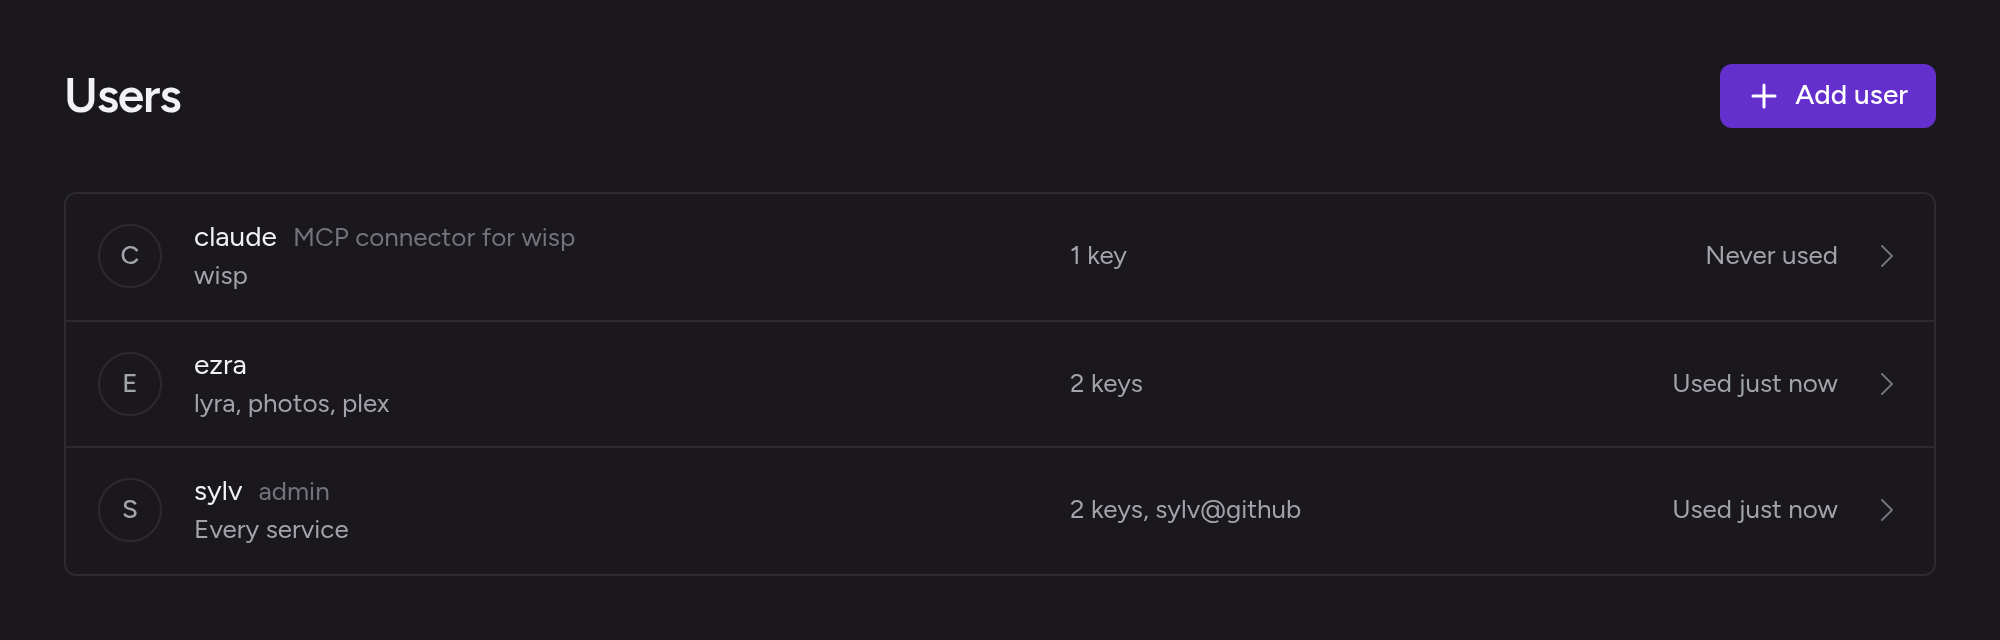 Users
+ Add user
C
claude MCP connector for wisp
wisp
1 key
Never used
E
ezra
lyra, photos, plex
2 keys
Used just now
S
sylv admin
Every service
2 keys, sylv@github
Used just now